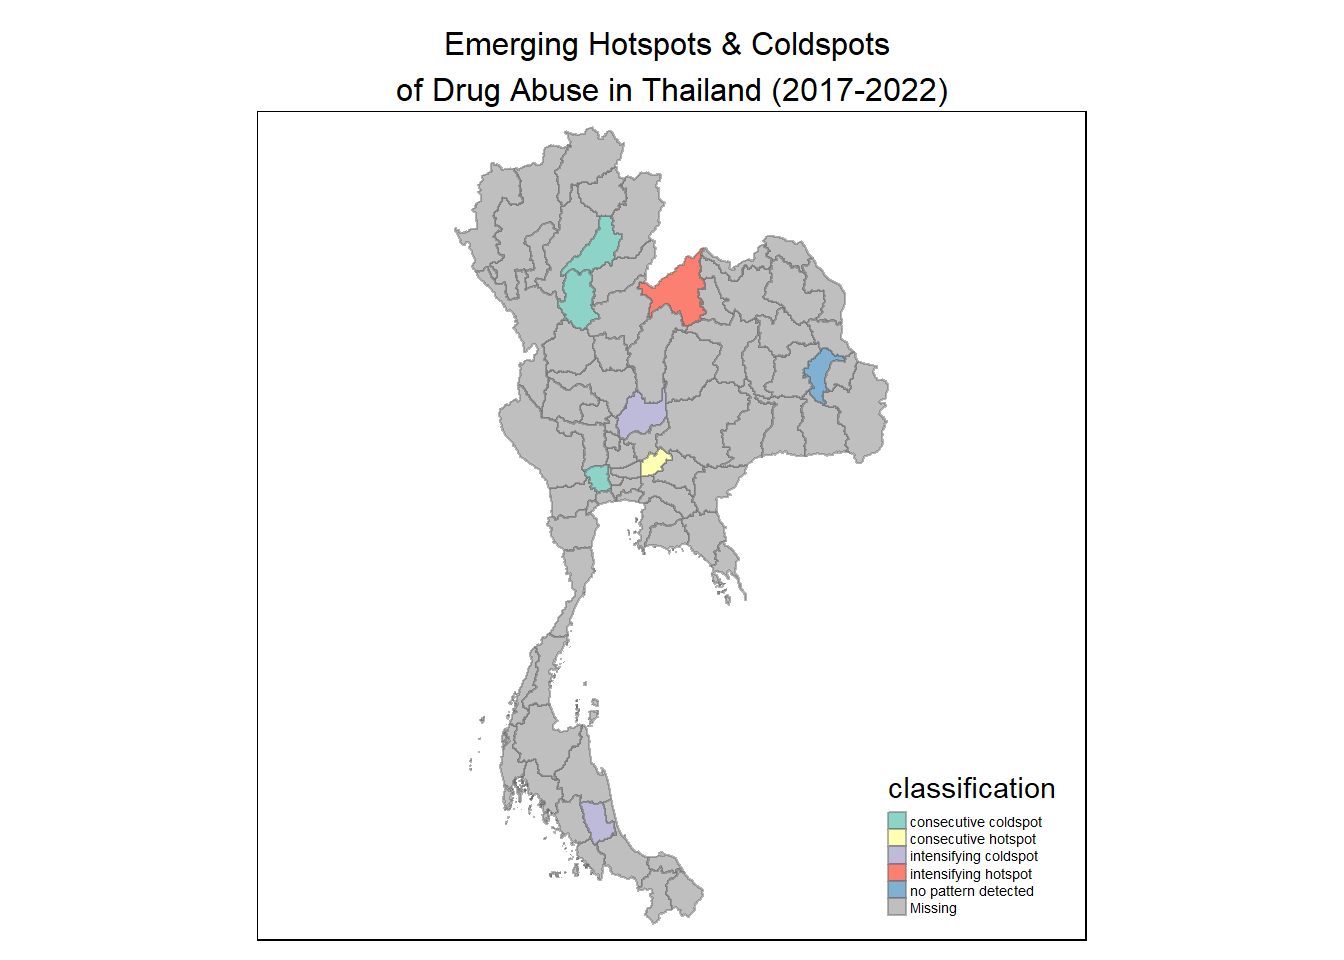 Emerging Hotspots & Coldspots
of Drug Abuse in Thailand (2017-2022)
classification
consecutive coldspot
consecutive hotspot
intensifying coldspot
intensifying hotspot
no pattern detected
Missing